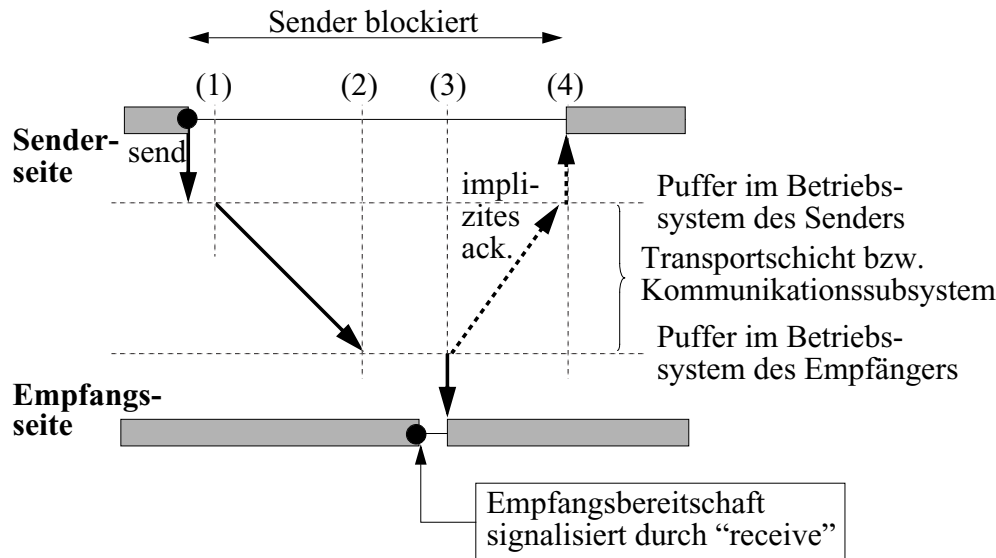 Sender blockiert
(1)
(2)
(3)
(4)
Sender-
seite
send
impli-
zites
ack.
Puffer im Betriebs-
system des Senders
Transportschicht bzw.
Kommunikationssubsystem
Puffer im Betriebs-
system des Empfängers
Empfangs-
seite
Empfangsbereitschaft
signalisiert durch “receive”